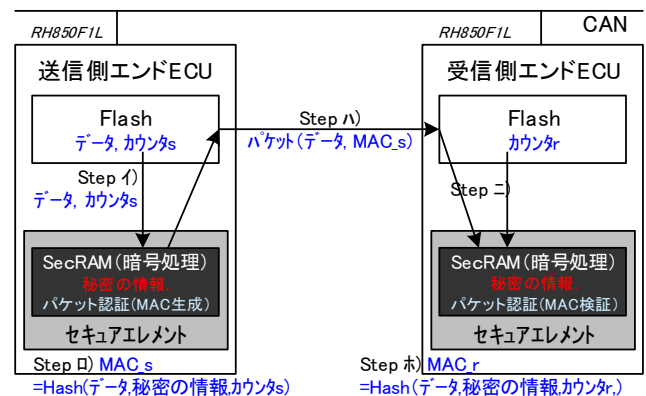 CAN
RH850F1L
送信側エンドECU
Flash
データ, カウンタs
Step イ)
データ, カウンタs
SecRAM(暗号処理)
秘密の情報,
パケット認証(MAC生成)
セキュアエレメント
Step ロ) MAC_s
=Hash(データ,秘密の情報,カウンタs)
Step ハ)
パケット(データ, MAC_s)
RH850F1L
受信側エンドECU
Flash
カウンタr
Step ニ)
SecRAM(暗号処理)
秘密の情報,
パケット認証(MAC検証)
セキュアエレメント
Step ホ) MAC_r
=Hash(データ,秘密の情報,カウンタr,)